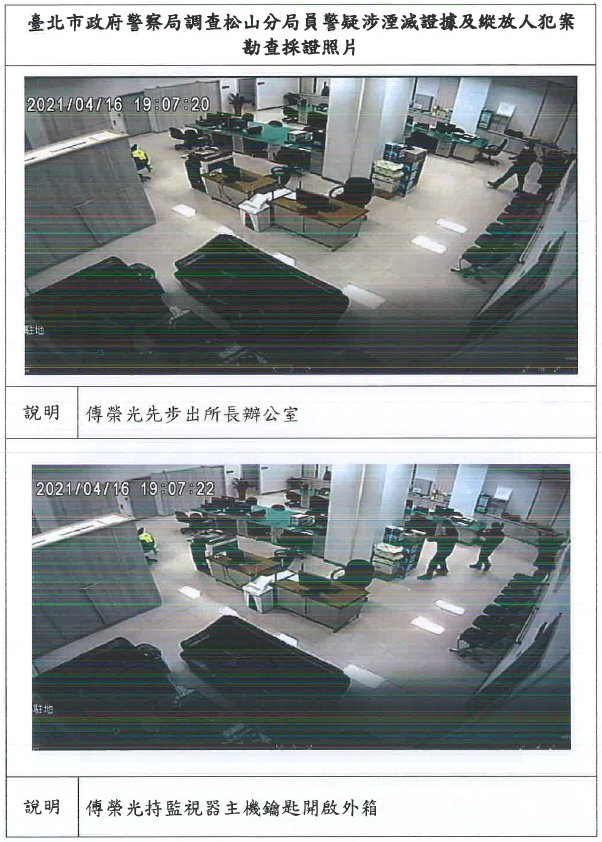 臺北市政府警察局調查松山分局員警疑涉湮滅證據及縱放人犯案
勘查採證照片
2021/04/16 19:07:20
駐地
說明
傅榮光先步出所長辦公室
2021/04/16 19:07:22
駐地
說明
傅榮光持監視器主機鑰匙開啟外箱